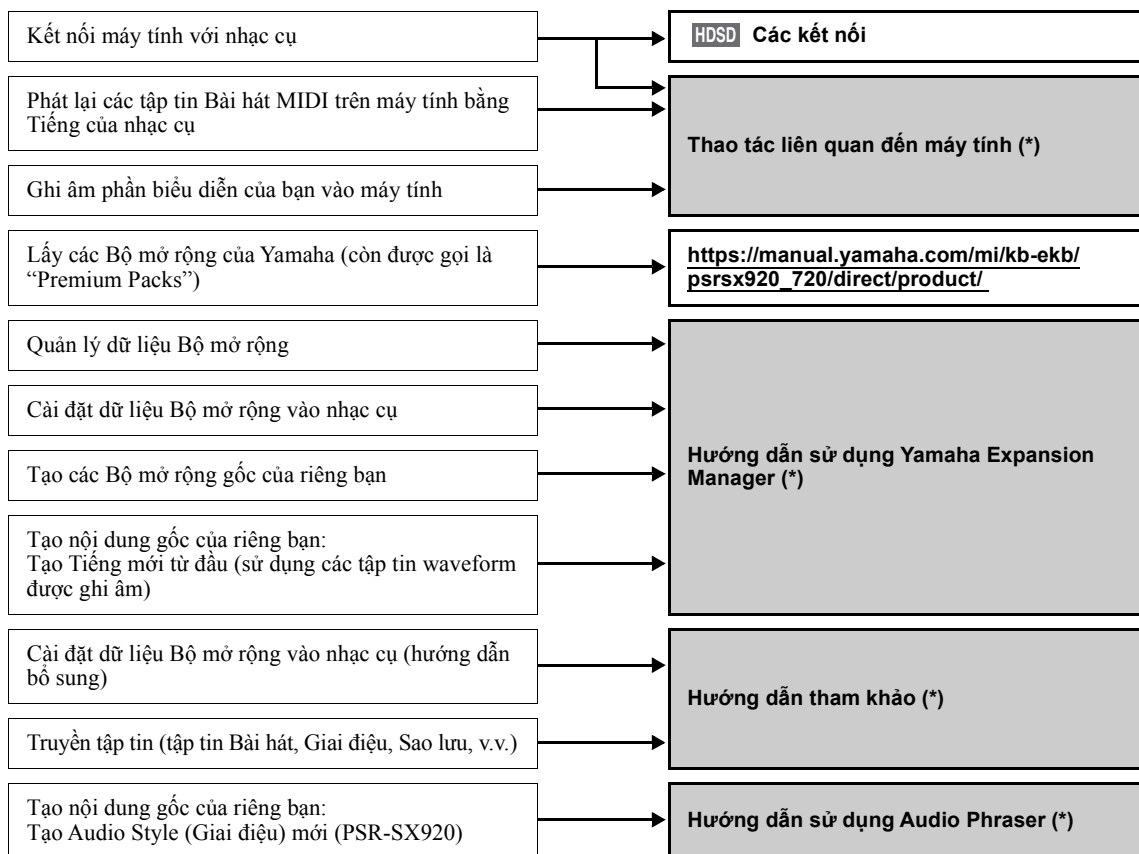 Kết nối máy tính với nhạc cụ
HDSD Các kết nối
Phát lại các tập tin Bài hát MIDI trên máy tính bằng
Tiếng của nhạc cụ
Thao tác liên quan đến máy tính (*)
Ghi âm phần biểu diễn của bạn vào máy tính
Lấy các Bộ mở rộng của Yamaha (còn được gọi là
“Premium Packs”)
https://manual.yamaha.com/mi/kb-ekb/
psrsx920_720/direct/product/
Quản lý dữ liệu Bộ mở rộng
Cài đặt dữ liệu Bộ mở rộng vào nhạc cụ
Hướng dẫn sử dụng Yamaha Expansion
Manager (*)
Tạo các Bộ mở rộng gốc của riêng bạn
Tạo nội dung gốc của riêng bạn:
Tạo Tiếng mới từ đầu (sử dụng các tập tin waveform
được ghi âm)
Cài đặt dữ liệu Bộ mở rộng vào nhạc cụ (hướng dẫn
bổ sung)
Hướng dẫn tham khảo (*)
Truyền tập tin (tập tin Bài hát, Giai điệu, Sao lưu, v.v.)
Tạo nội dung gốc của riêng bạn:
Tạo Audio Style (Giai điệu) mới (PSR-SX920)
Hướng dẫn sử dụng Audio Phraser (*)